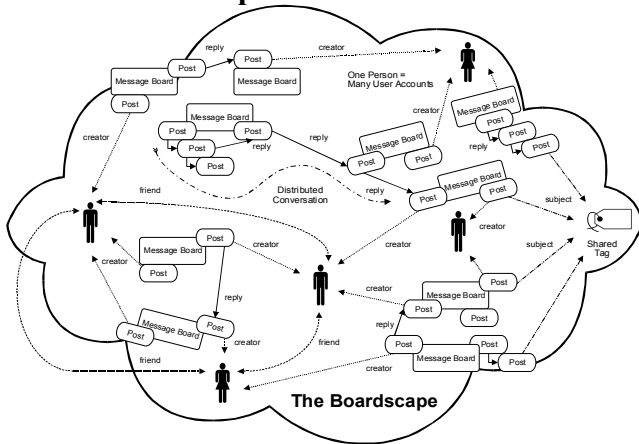 reply
creator
Post
Post
Message Board
Message Board
Post
One Person =
Many User Accounts
Message Board
Message Board
creator
Post
Post
Post
reply
Post
reply
Message Board
Post
Post
Post
reply
Post
creator
Post
friend
Distributed
Conversation
reply
Message Board
Post
Post
subject
creator
creator
Shared
Tag
Post
creator
Message Board
creator
Post
subject
creator
Post
Message Board
Post
Post
reply
Message Board
Post
Post
creator
reply
friend
Post
Post
Message Board
Post
friend
creator
The Boardscape